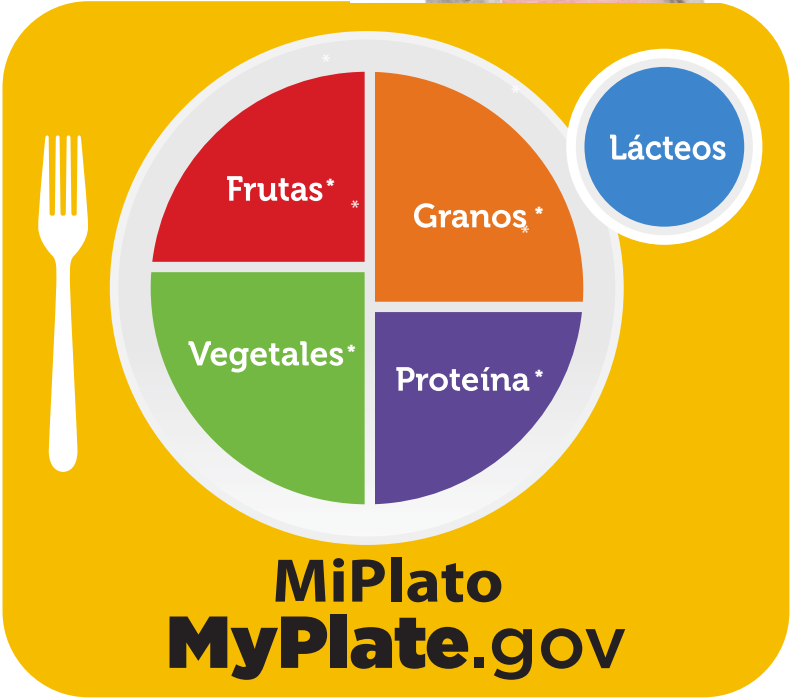 Frutas*
*
Granos*
*
Lácteos
Vegetales*
Proteína*
*
*
MiPlato
MyPlate.gov